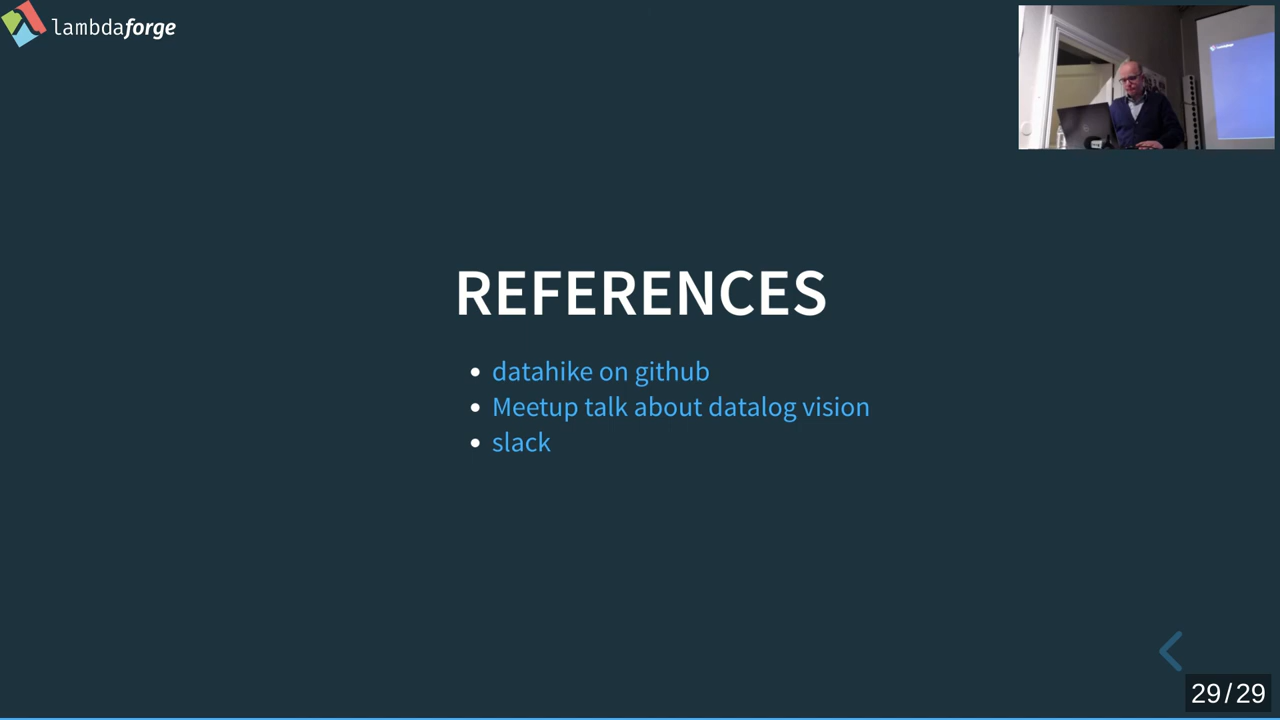 lambdaforge
REFERENCES
datahike on github
Meetup talk about datalog vision
slack
29/29